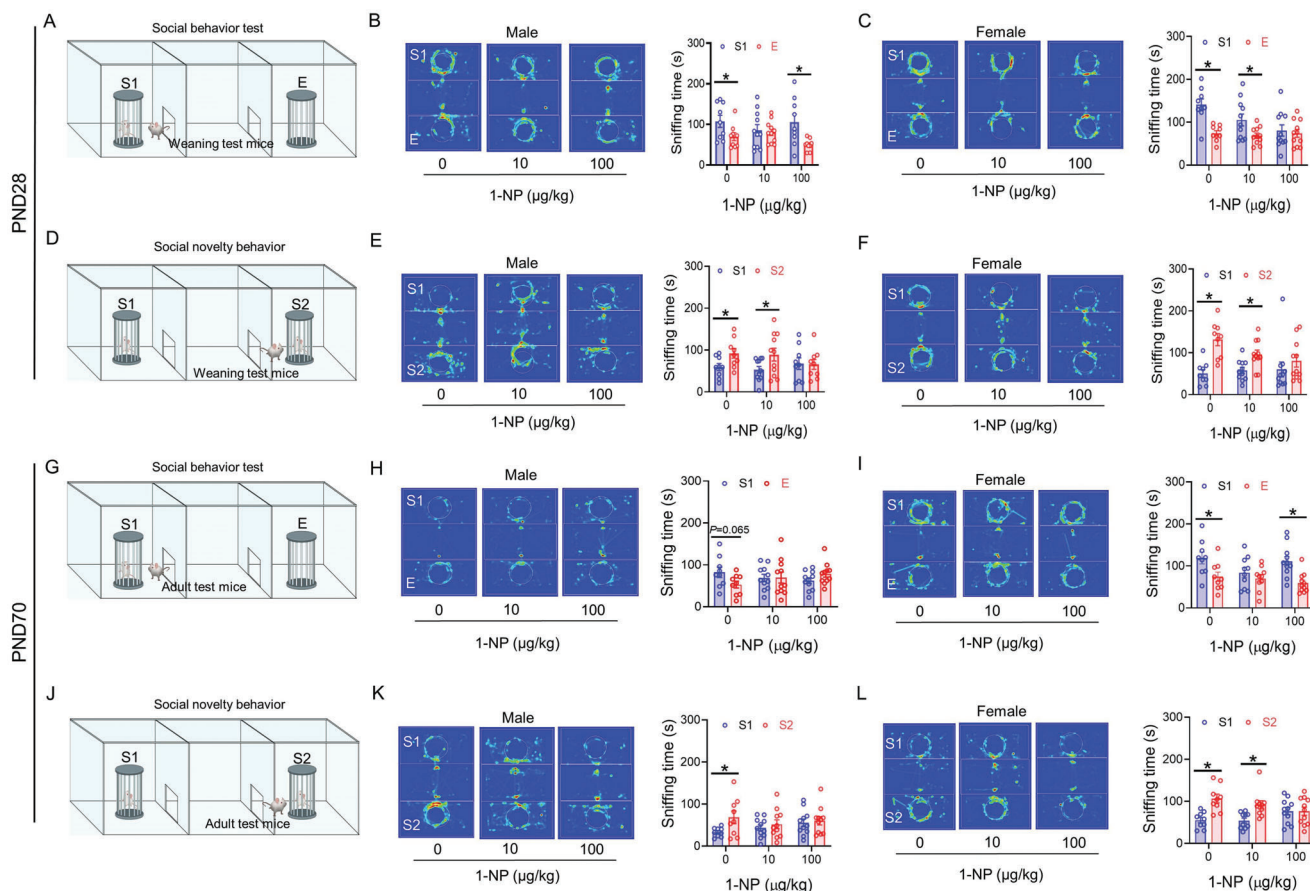 PND28
A
Social behavior test
S1
E
Weaning test mice
B
Male
S1
E
0 10 100
1-NP (µg/kg)
S1 E
Sniffing time (s)
300
200
100
0
*
*
0 10 100
1-NP (μg/kg)
C
Female
S1
E
0 10 100
1-NP (µg/kg)
S1 E
Sniffing time (s)
300
200
100
0
*
*
0 10 100
1-NP (μg/kg)
D
Social novelty behavior
S1
S2
Weaning test mice
E
Male
S1
S2
0 10 100
1-NP (µg/kg)
S1 S2
Sniffing time (s)
300
200
100
0
*
*
0 10 100
1-NP (µg/kg)
F
Female
S1
S2
0 10 100
1-NP (µg/kg)
S1 S2
Sniffing time (s)
300
200
100
0
*
*
0 10 100
1-NP (µg/kg)
PND70
G
Social behavior test
S1
E
Adult test mice
H
Male
S1
E
0 10 100
1-NP (µg/kg)
S1 E
Sniffing time (s)
300
200
100
0
P=0.065
0 10 100
1-NP (µg/kg)
I
Female
S1
E
0 10 100
1-NP (µg/kg)
S1 E
Sniffing time (s)
300
200
100
0
*
*
0 10 100
1-NP (µg/kg)
J
Social novelty behavior
S1
S2
Adult test mice
K
Male
S1
S2
0 10 100
1-NP (µg/kg)
S1 S2
Sniffing time (s)
300
200
100
0
*
0 10 100
1-NP (µg/kg)
L
Female
S1
S2
0 10 100
1-NP (µg/kg)
S1 S2
Sniffing time (s)
300
200
100
0
*
*
0 10 100
1-NP (µg/kg)